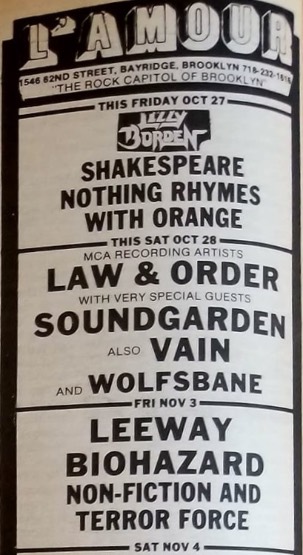 L'AMOUR
1546 62ND STREET, BAYRIDGE, BROOKLYN 718-232-1616
"THE ROCK CAPITOL OF BROOKLYN"
THIS FRIDAY OCT 27
LIZZY
BORDEN
SHAKESPEARE
NOTHING RHYMES
WITH ORANGE
THIS SAT OCT 28
MCA RECORDING ARTISTS
LAW & ORDER
WITH VERY SPECIAL GUESTS
SOUNDGARDEN
ALSO VAIN
AND WOLFSBANE
FRI NOV 3
LEEWAY
BIOHAZARD
NON-FICTION AND
TERROR FORCE
SAT NOV 4